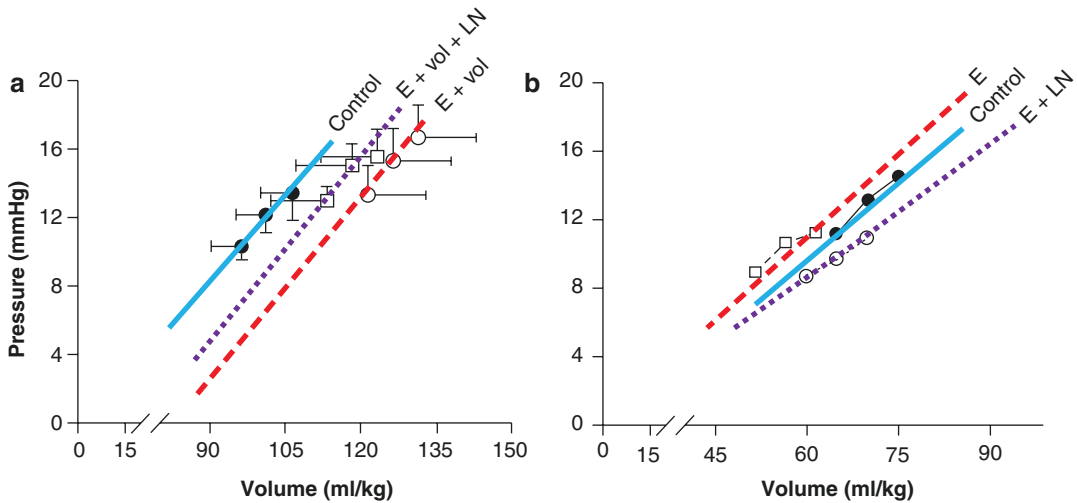 a
Control
E + vol + LN
E + vol
20
16
12
8
4
0
Pressure (mmHg)
0 15 90 105 120 135 150
Volume (ml/kg)
b
E
Control
E + LN
20
16
12
8
4
0
0 15 45 60 75 90
Volume (ml/kg)